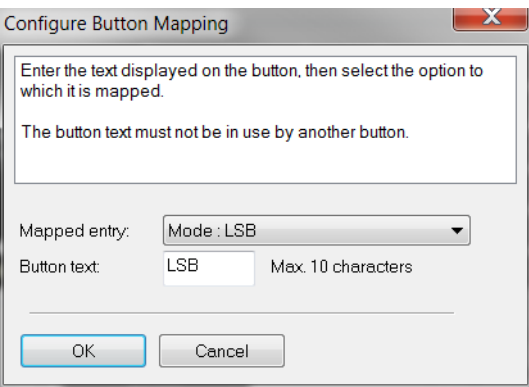 Configure Button Mapping
Enter the text displayed on the button, then select the option to
which it is mapped.
The button text must not be in use by another button.
Mapped entry: Mode : LSB
Button text: LSB Max. 10 characters
OK Cancel